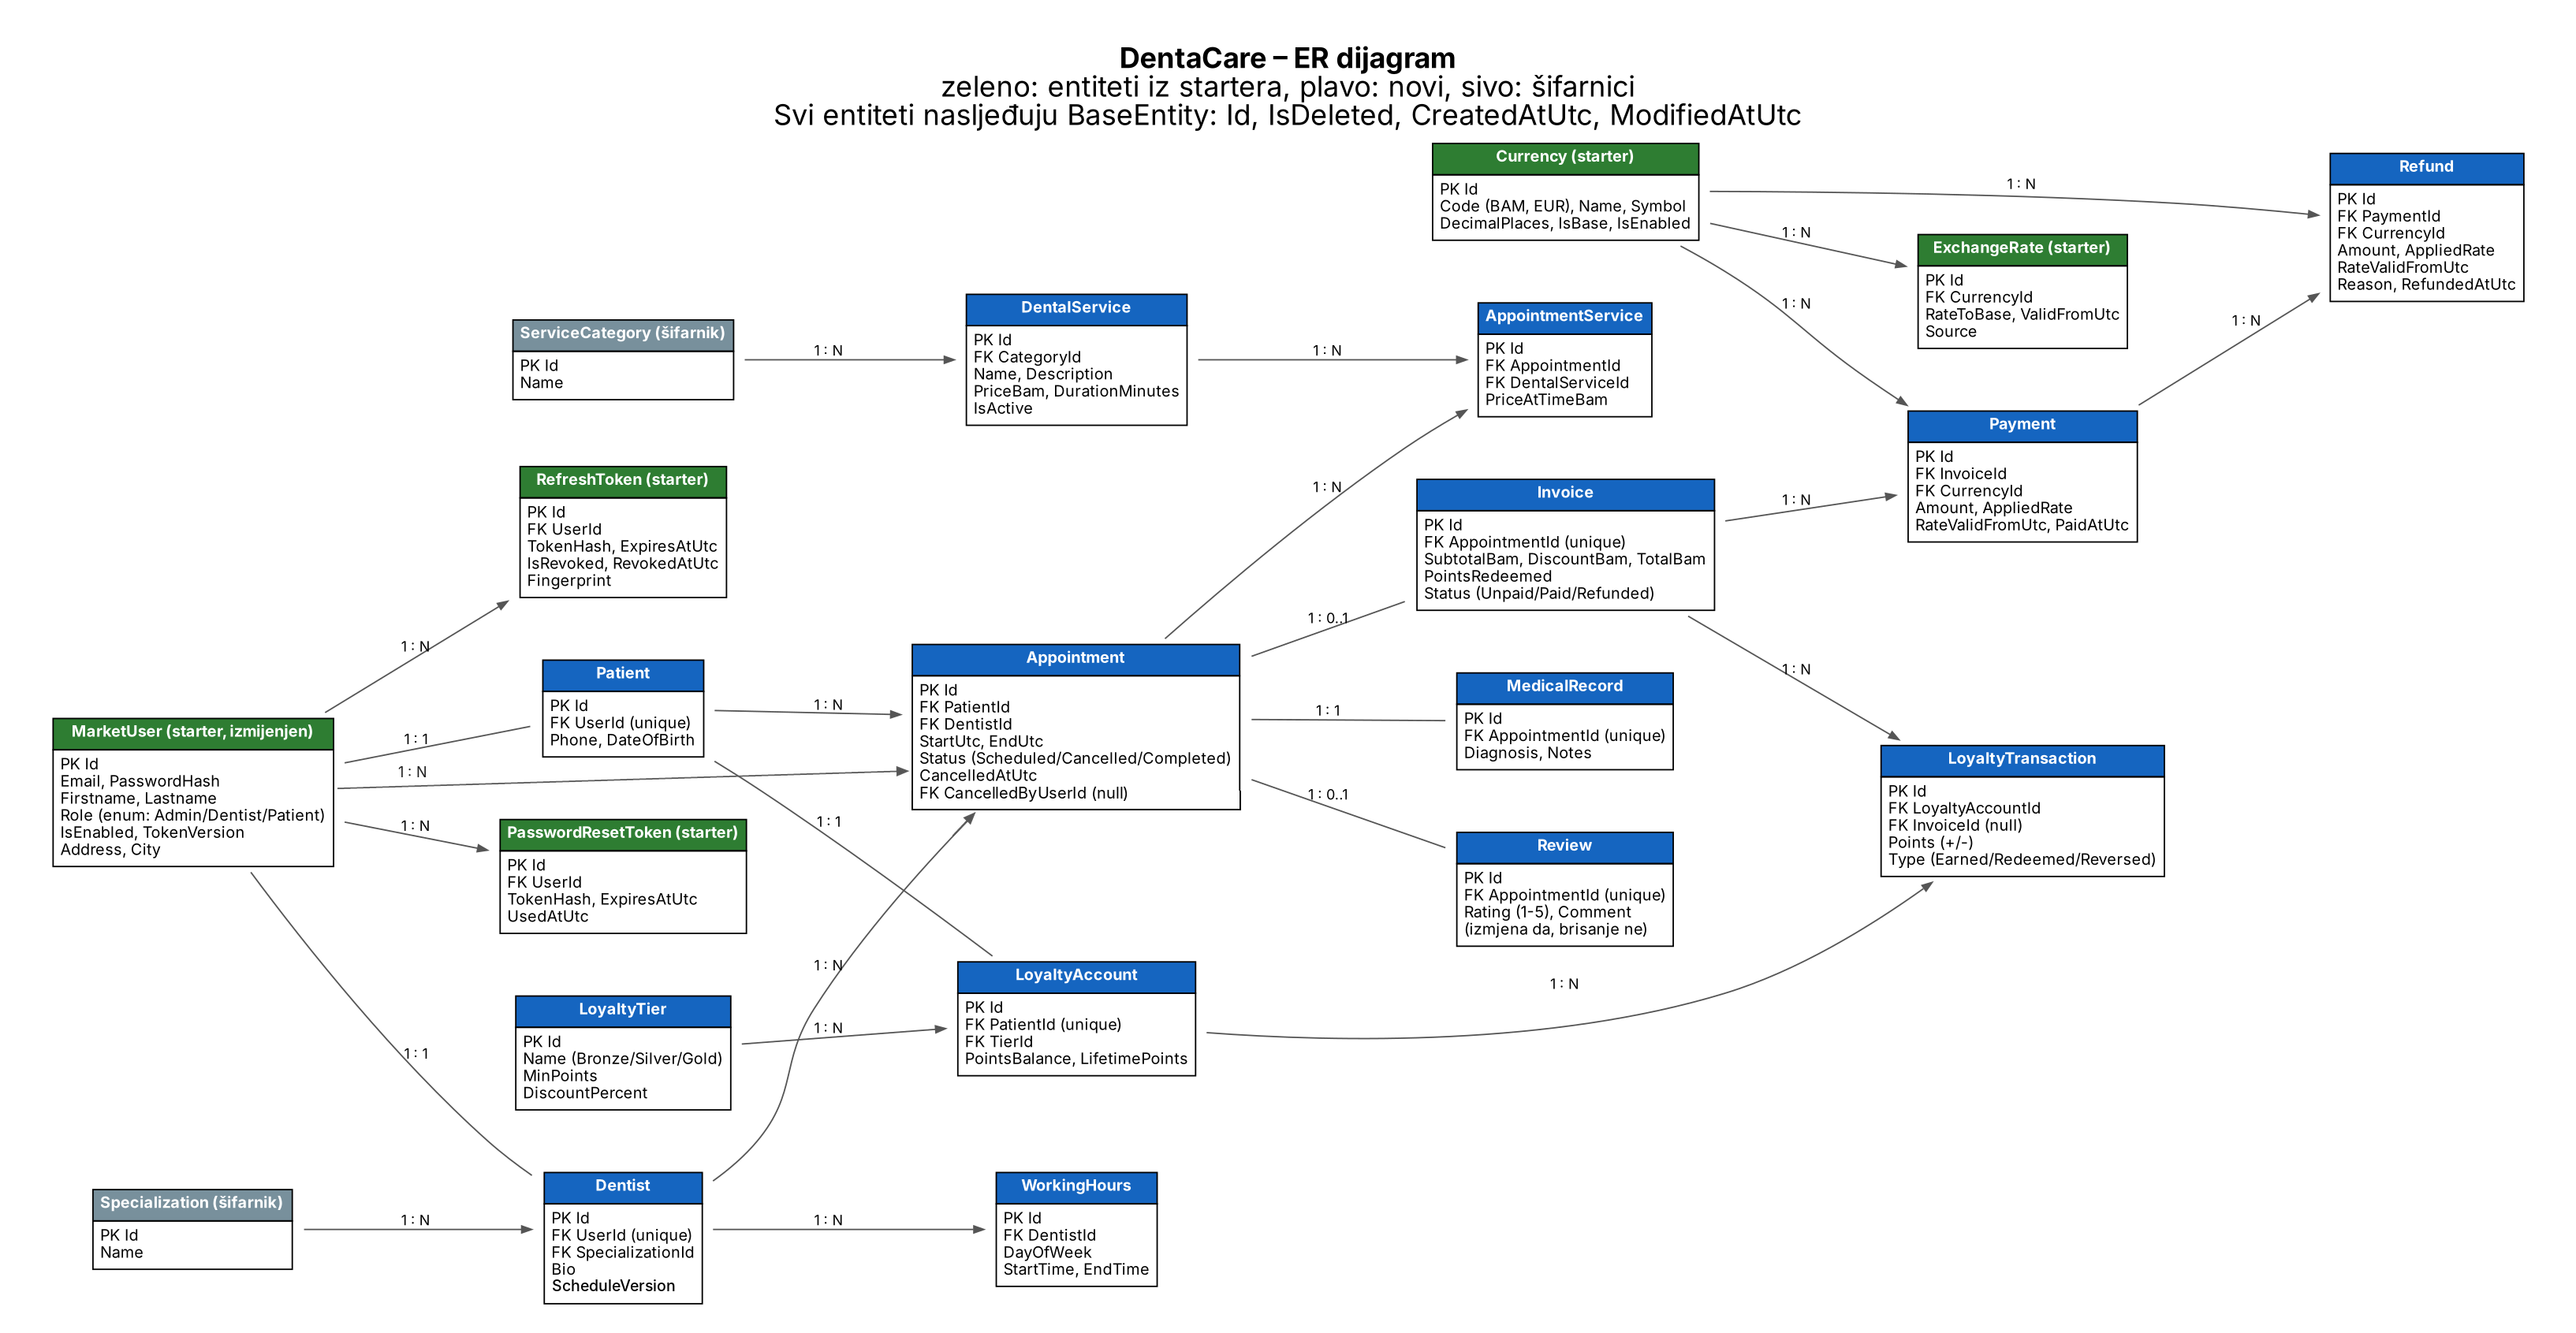 DentaCare – ER dijagram
zeleno: entiteti iz startera, plavo: novi, sivo: šifarnici
Svi entiteti nasljeđuju BaseEntity: Id, IsDeleted, CreatedAtUtc, ModifiedAtUtc
Currency (starter)
PK Id
Code (BAM, EUR), Name, Symbol
DecimalPlaces, IsBase, IsEnabled
1 : N
1 : N
1 : N
Refund
PK Id
FK PaymentId
FK CurrencyId
Amount, AppliedRate
RateValidFromUtc
Reason, RefundedAtUtc
ExchangeRate (starter)
PK Id
FK CurrencyId
RateToBase, ValidFromUtc
Source
ServiceCategory (šifarnik)
PK Id
Name
1 : N
DentalService
PK Id
FK CategoryId
Name, Description
PriceBam, DurationMinutes
IsActive
1 : N
AppointmentService
PK Id
FK AppointmentId
FK DentalServiceId
PriceAtTimeBam
1 : N
Payment
PK Id
FK InvoiceId
FK CurrencyId
Amount, AppliedRate
RateValidFromUtc, PaidAtUtc
RefreshToken (starter)
PK Id
FK UserId
TokenHash, ExpiresAtUtc
IsRevoked, RevokedAtUtc
Fingerprint
1 : N
Invoice
PK Id
FK AppointmentId (unique)
SubtotalBam, DiscountBam, TotalBam
PointsRedeemed
Status (Unpaid/Paid/Refunded)
1 : N
1 : N
Patient
PK Id
FK UserId (unique)
Phone, DateOfBirth
1 : N
Appointment
PK Id
FK PatientId
FK DentistId
StartUtc, EndUtc
Status (Scheduled/Cancelled/Completed)
CancelledAtUtc
FK CancelledByUserId (null)
1 : 0..1
1 : 1
1 : 0..1
MedicalRecord
PK Id
FK AppointmentId (unique)
Diagnosis, Notes
1 : N
MarketUser (starter, izmijenjen)
PK Id
Email, PasswordHash
Firstname, Lastname
Role (enum: Admin/Dentist/Patient)
IsEnabled, TokenVersion
Address, City
1 : 1
1 : N
1 : N
LoyaltyTransaction
PK Id
FK LoyaltyAccountId
FK InvoiceId (null)
Points (+/-)
Type (Earned/Redeemed/Reversed)
PasswordResetToken (starter)
PK Id
FK UserId
TokenHash, ExpiresAtUtc
UsedAtUtc
1 : 1
Review
PK Id
FK AppointmentId (unique)
Rating (1-5), Comment
(izmjena da, brisanje ne)
1 : N
LoyaltyAccount
PK Id
FK PatientId (unique)
FK TierId
PointsBalance, LifetimePoints
1 : N
LoyaltyTier
PK Id
Name (Bronze/Silver/Gold)
MinPoints
DiscountPercent
1 : N
1 : 1
Specialization (šifarnik)
PK Id
Name
1 : N
Dentist
PK Id
FK UserId (unique)
FK SpecializationId
Bio
ScheduleVersion
1 : N
WorkingHours
PK Id
FK DentistId
DayOfWeek
StartTime, EndTime